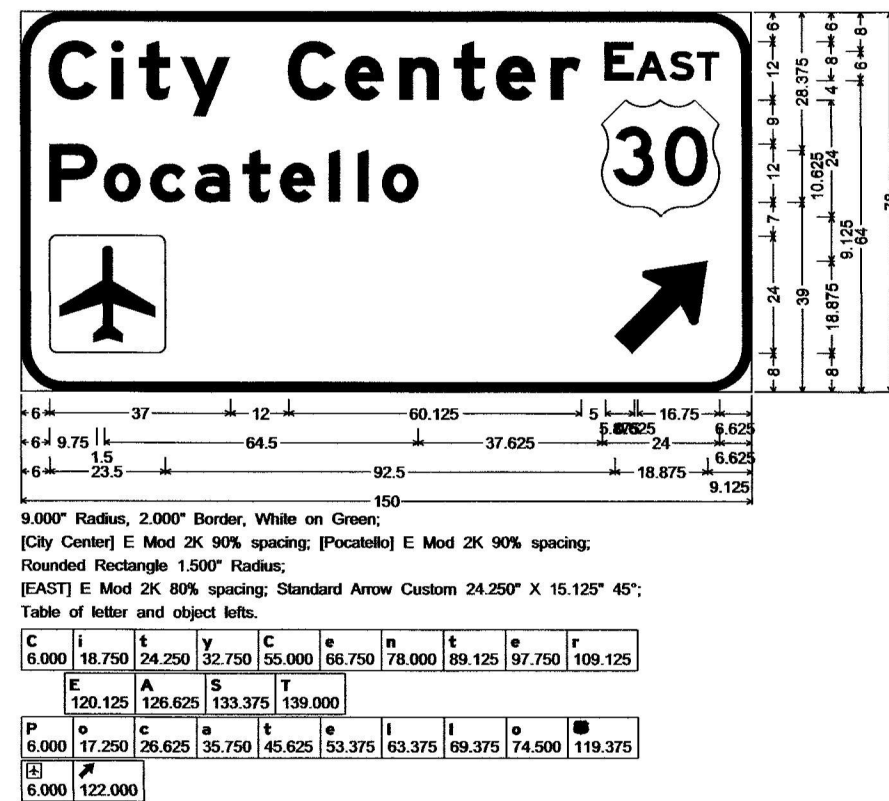 City Center EAST
30
Pocatello
6 12 9 12 7 24 8
28.375 39
6 8 4 24 10.625 18.875 8
8 6 64 9.125
78
6 37 12 60.125 5 16.75 6.625
6 9.75 1.5 64.5 37.625 24 6.625
6 23.5 92.5 18.875 9.125
150
9.000" Radius, 2.000" Border, White on Green;
[City Center] E Mod 2K 90% spacing; [Pocatello] E Mod 2K 90% spacing;
Rounded Rectangle 1.500" Radius;
[EAST] E Mod 2K 80% spacing; Standard Arrow Custom 24.250" X 15.125" 45°;
Table of letter and object lefts.
C i t y C e n t e r
6.000 18.750 24.250 32.750 55.000 66.750 78.000 89.125 97.750 109.125
E A S T
120.125 126.625 133.375 139.000
P o c a t e l l o
6.000 17.250 26.625 35.750 45.625 53.375 63.375 69.375 74.500 119.375
6.000 122.000